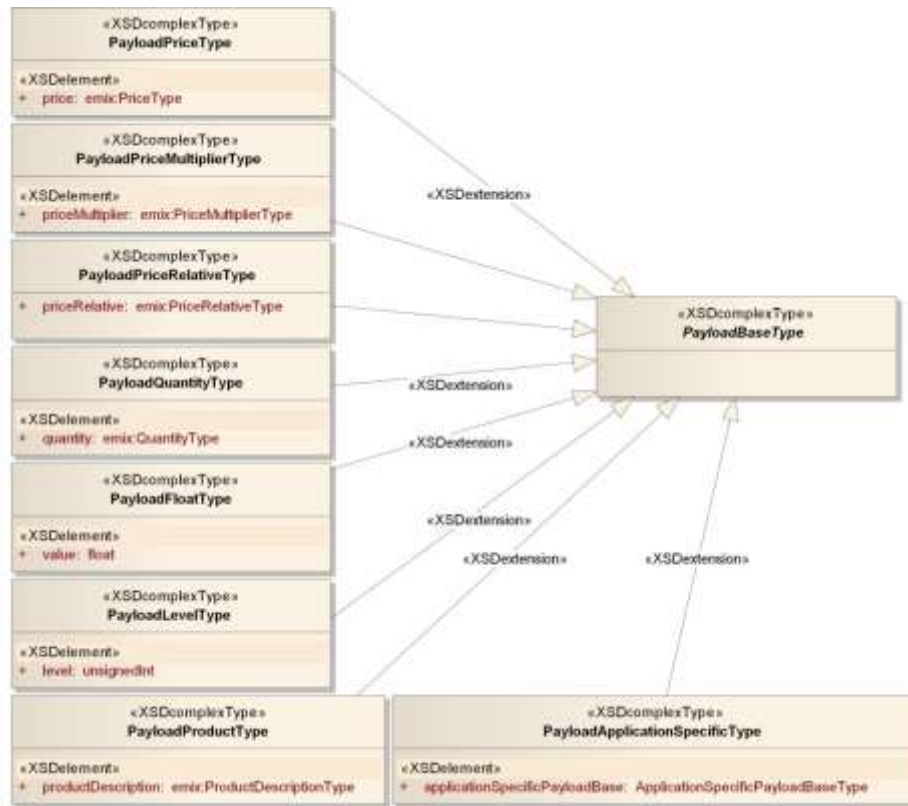 «XSDcomplexType»
PayloadPriceType
«XSDelement»
+ price: emix:PriceType
«XSDcomplexType»
PayloadPriceMultiplierType
«XSDelement»
+ priceMultiplier: emix:PriceMultiplierType
«XSDcomplexType»
PayloadPriceRelativeType
+ priceRelative: emix:PriceRelativeType
«XSDcomplexType»
PayloadQuantityType
«XSDelement»
+ quantity: emix:QuantityType
«XSDcomplexType»
PayloadFloatType
«XSDelement»
+ value: float
«XSDcomplexType»
PayloadLevelType
«XSDelement»
+ level: unsignedInt
«XSDcomplexType»
PayloadProductType
«XSDelement»
+ productDescription: emix:ProductDescriptionType
«XSDcomplexType»
PayloadApplicationSpecificType
«XSDelement»
+ applicationSpecificPayloadBase: ApplicationSpecificPayloadBaseType
«XSDextension»
«XSDextension»
«XSDextension»
«XSDextension»
«XSDextension»
«XSDextension»
«XSDcomplexType»
PayloadBaseType